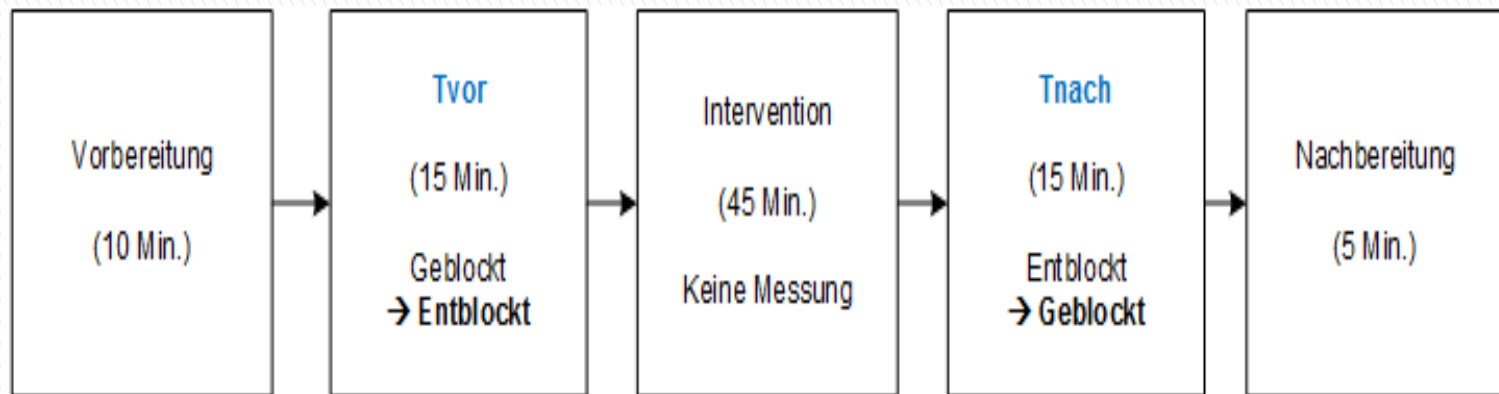 Vorbereitung
(10 Min.)
Tvor
(15 Min.)
Geblockt
→ Entblockt
Intervention
(45 Min.)
Keine Messung
Tnach
(15 Min.)
Entblockt
→ Geblockt
Nachbereitung
(5 Min.)